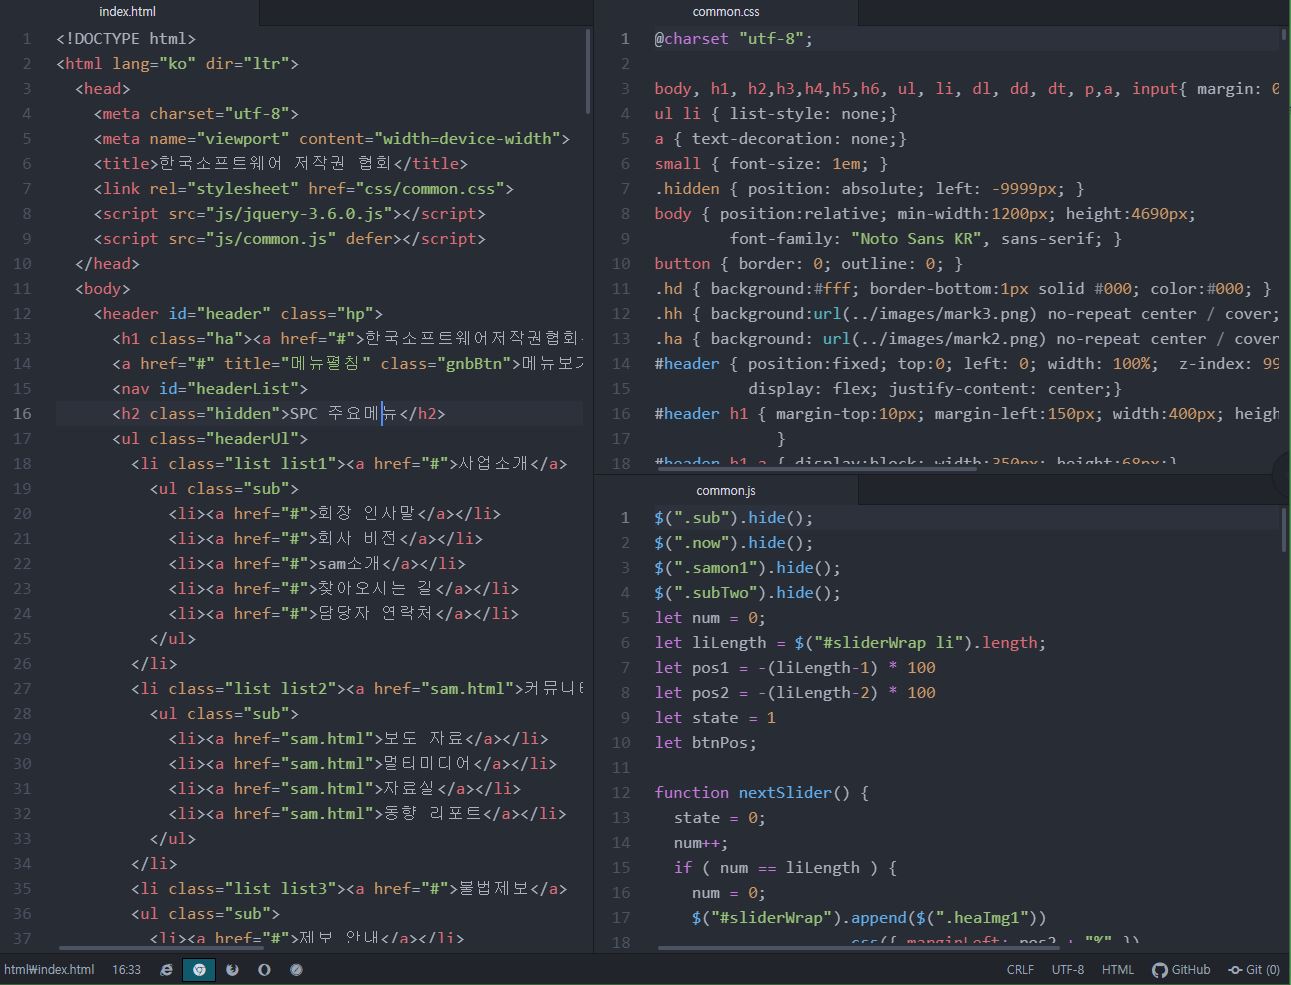 index.html
1 <!DOCTYPE html>
2 <html lang="ko" dir="ltr">
3 <head>
4 <meta charset="utf-8">
5 <meta name="viewport" content="width=device-width">
6 <title>한국소프트웨어 저작권 협회</title>
7 <link rel="stylesheet" href="css/common.css">
8 <script src="js/jquery-3.6.0.js"></script>
9 <script src="js/common.js" defer></script>
10 </head>
11 <body>
12 <header id="header" class="hp">
13 <h1 class="ha"><a href="#">한국소프트웨어저작권협회
14 <a href="#" title="메뉴펼침" class="gnbBtn">메뉴보기
15 <nav id="headerList">
16 <h2 class="hidden">SPC 주요메뉴</h2>
17 <ul class="headerUl">
18 <li class="list list1"><a href="#">사업소개</a>
19 <ul class="sub">
20 <li><a href="#">회장 인사말</a></li>
21 <li><a href="#">회사 비전</a></li>
22 <li><a href="#">sam소개</a></li>
23 <li><a href="#">찾아오시는 길</a></li>
24 <li><a href="#">담당자 연락처</a></li>
25 </ul>
26 </li>
27 <li class="list list2"><a href="sam.html">커뮤니티
28 <ul class="sub">
29 <li><a href="sam.html">보도 자료</a></li>
30 <li><a href="sam.html">멀티미디어</a></li>
31 <li><a href="sam.html">자료실</a></li>
32 <li><a href="sam.html">동향 리포트</a></li>
33 </ul>
34 </li>
35 <li class="list list3"><a href="#">불법제보</a>
36 <ul class="sub">
37 <li><a href="#">제보 안내</a></li>
common.css
1 @charset "utf-8";
2
3 body, h1, h2,h3,h4,h5,h6, ul, li, dl, dd, dt, p,a, input{ margin: 0
4 ul li { list-style: none;}
5 a { text-decoration: none;}
6 small { font-size: 1em; }
7 .hidden { position: absolute; left: -9999px; }
8 body { position:relative; min-width:1200px; height:4690px;
9 font-family: "Noto Sans KR", sans-serif; }
10 button { border: 0; outline: 0; }
11 .hd { background:#fff; border-bottom:1px solid #000; color:#000; }
12 .hh { background:url(../images/mark3.png) no-repeat center / cover;
13 .ha { background: url(../images/mark2.png) no-repeat center / cover
14 #header { position:fixed; top:0; left: 0; width: 100%; z-index: 99
15 display: flex; justify-content: center;}
16 #header h1 { margin-top:10px; margin-left:150px; width:400px; heigh
17 }
18 #header h1 a { display:block; width:350px; height:68px;}
common.js
1 $(".sub").hide();
2 $(".now").hide();
3 $(".samon1").hide();
4 $(".subTwo").hide();
5 let num = 0;
6 let liLength = $("#sliderWrap li").length;
7 let pos1 = -(liLength-1) * 100
8 let pos2 = -(liLength-2) * 100
9 let state = 1
10 let btnPos;
11
12 function nextSlider() {
13 state = 0;
14 num++;
15 if ( num == liLength ) {
16 num = 0;
17 $("#sliderWrap").append($(".heaImg1"))
18 .css({ marginLeft: pos2 + "%" })
html₩index.html 16:33 CRLF UTF-8 HTML GitHub Git (0)